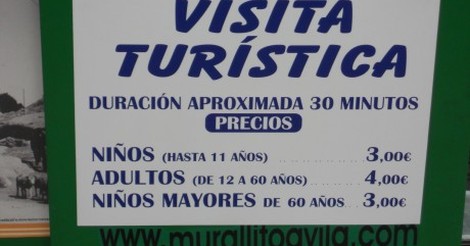 VISITA
TURÍSTICA
DURACIÓN APROXIMADA 30 MINUTOS
PRECIOS
NIÑOS (HASTA 11 AÑOS) .................. 3,00€
ADULTOS (DE 12 A 60 AÑOS) ........ 4,00€
NIÑOS MAYORES DE 60 AÑOS .. 3,00€
www.murallitoavila.com